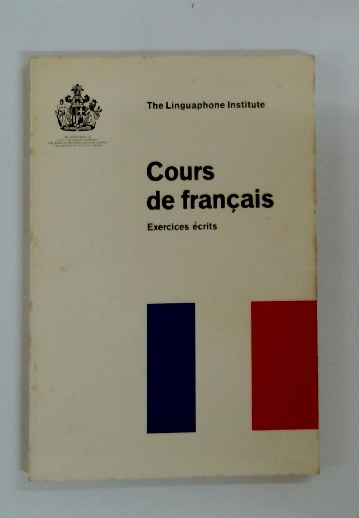 The Linguaphone Institute
Cours
de français
Exercices écrits